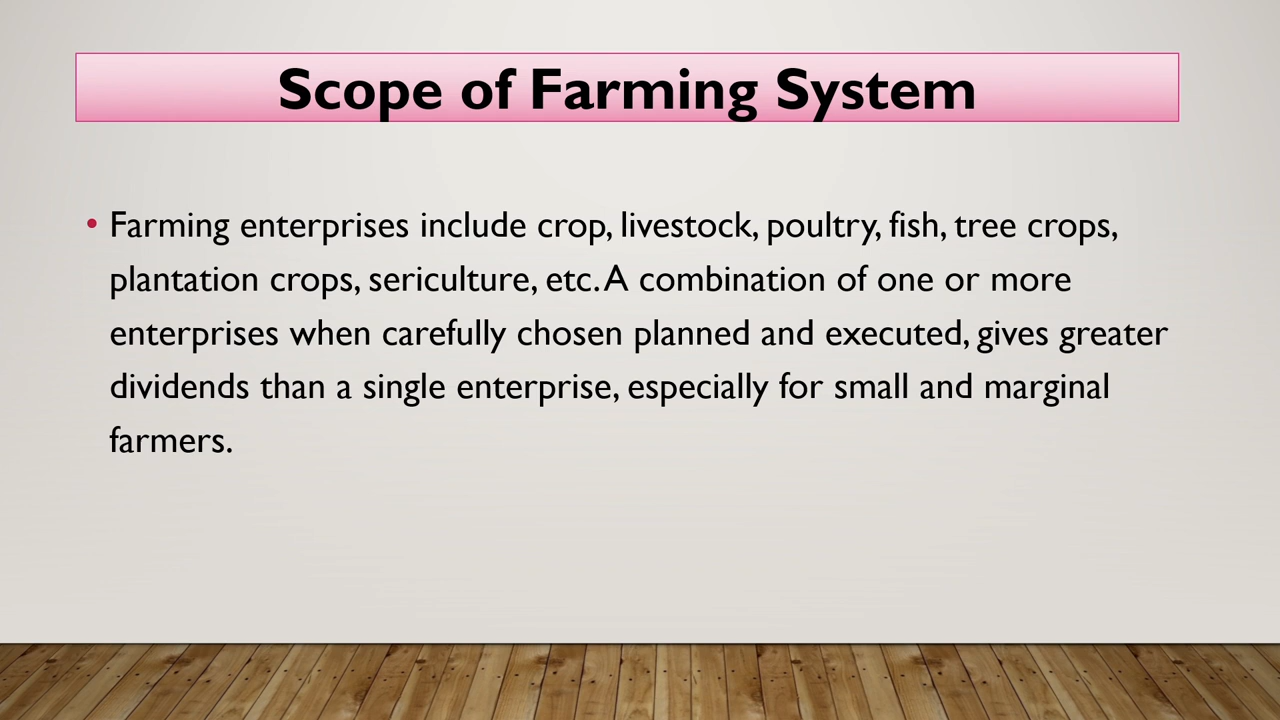 Scope of Farming System
• Farming enterprises include crop, livestock, poultry, fish, tree crops,
plantation crops, sericulture, etc. A combination of one or more
enterprises when carefully chosen planned and executed, gives greater
dividends than a single enterprise, especially for small and marginal
farmers.